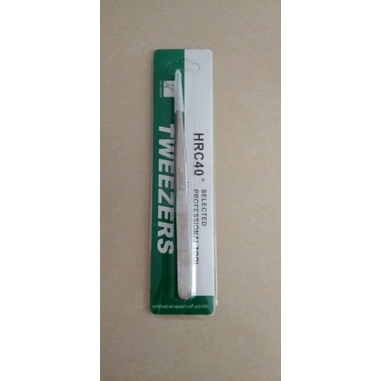 TWEEZERS
HRC40°
SELECTED
PROFESSIONAL TOOL